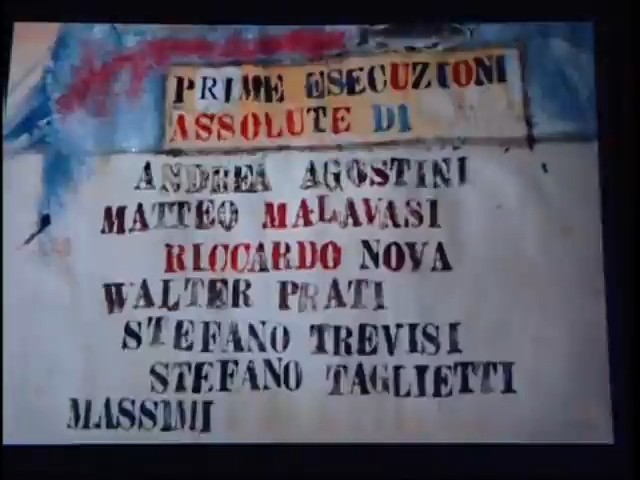 PRIME ESECUZIONI
ASSOLUTE DI
ANDREA AGOSTINI
MATTEO MALAVASI
RICCARDO NOVA
WALTER PRATI
STEFANO TREVISI
STEFANO TAGLIETTI
MASSIMI